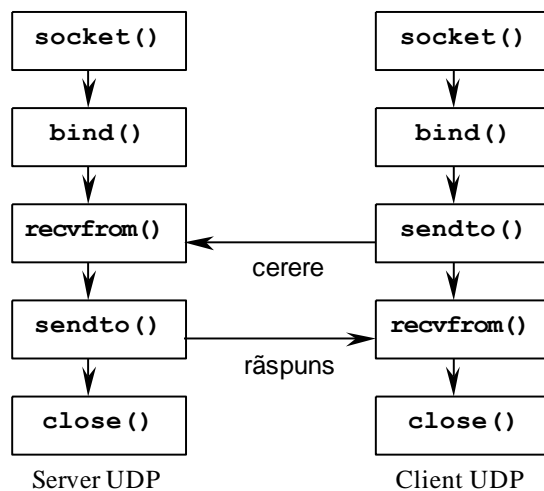 socket()
bind()
recvfrom()
sendto()
close()
Server UDP
cerere
rãspuns
socket()
bind()
sendto()
recvfrom()
close()
Client UDP